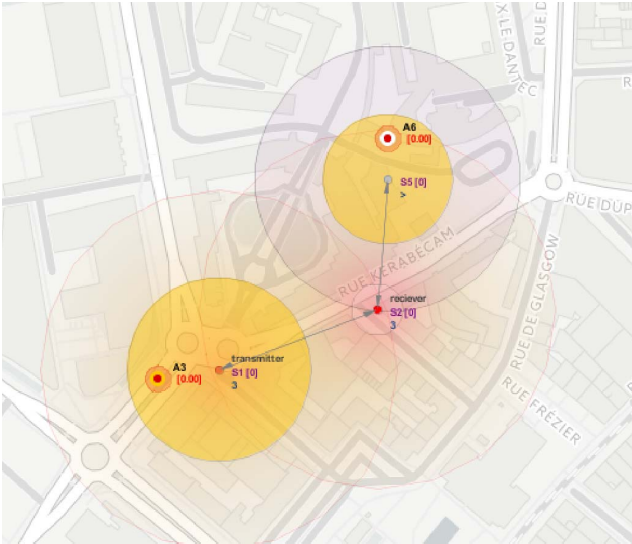 X LE-DANTEC
RUE D
RUE D
R
A6
[0.00]
S5 [0]
>
RUE DUP
RUE KERABECAM
RUE DE GLASGOW
reciever
S2 [0]
3
transmitter
A3
[0.00]
S1 [0]
3
RUE FRÉZIER